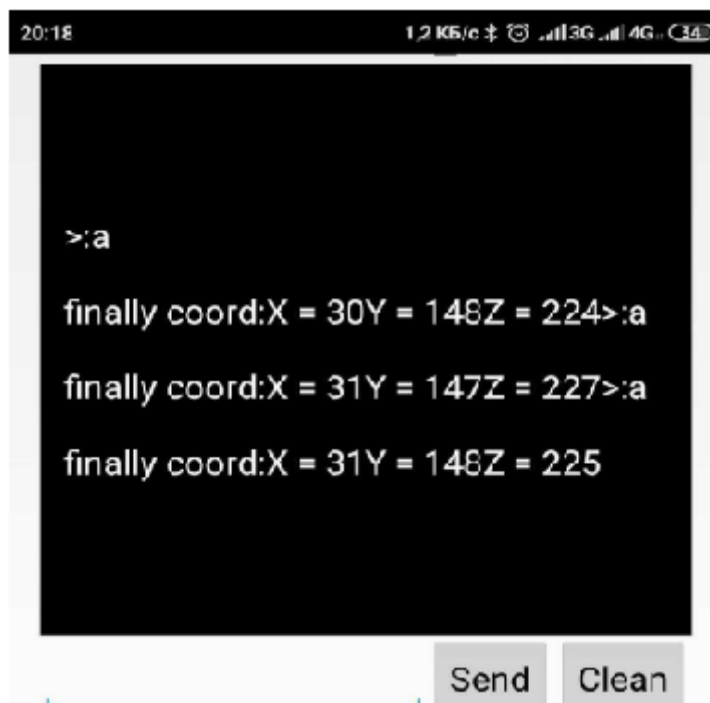 20:18 1,2 КБ/с 3G 4G 34
>:a
finally coord:X = 30Y = 148Z = 224>:a
finally coord:X = 31Y = 147Z = 227>:a
finally coord:X = 31Y = 148Z = 225
Send Clean